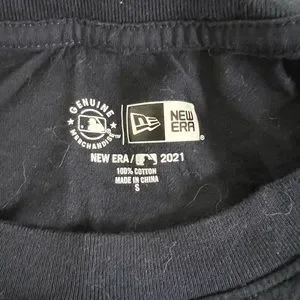 GENUINE
MERCHANDISE
NEW
ERA
NEW ERA/ 2021
100% COTTON
MADE IN CHINA
S